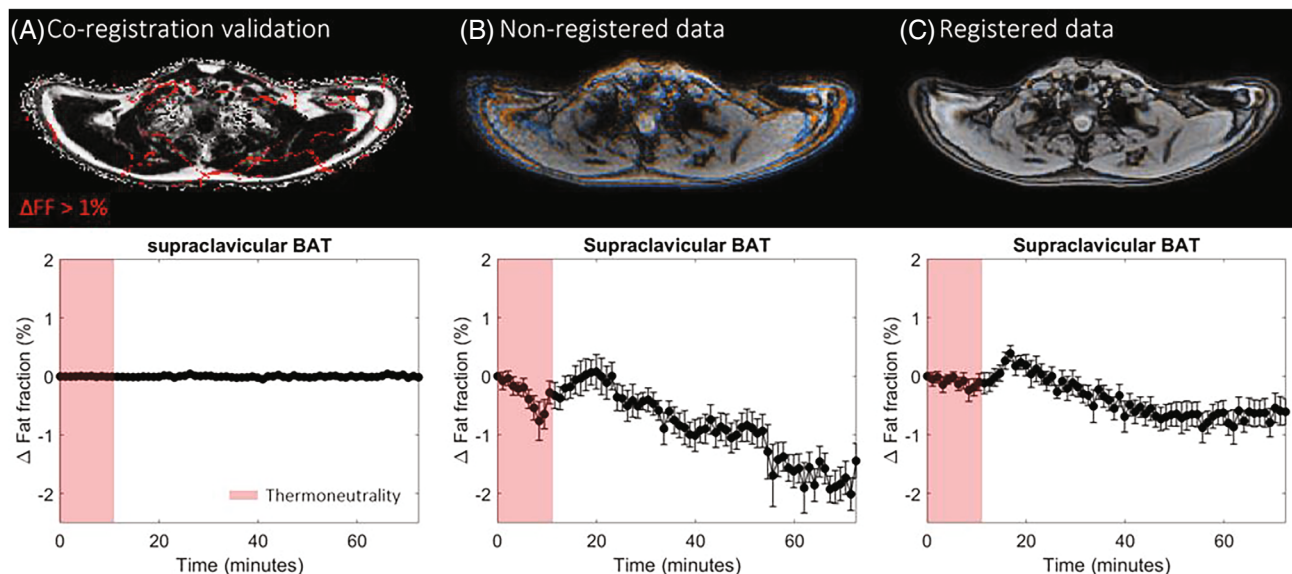 (A) Co-registration validation
(B) Non-registered data
(C) Registered data
ΔFF > 1%
supraclavicular BAT
Supraclavicular BAT
Supraclavicular BAT
2
1
0
-1
-2
Δ Fat fraction (%)
Thermoneutrality
0 20 40 60
Time (minutes)
2
1
0
-1
-2
Δ Fat fraction (%)
0 20 40 60
Time (minutes)
2
1
0
-1
-2
Δ Fat fraction (%)
0 20 40 60
Time (minutes)